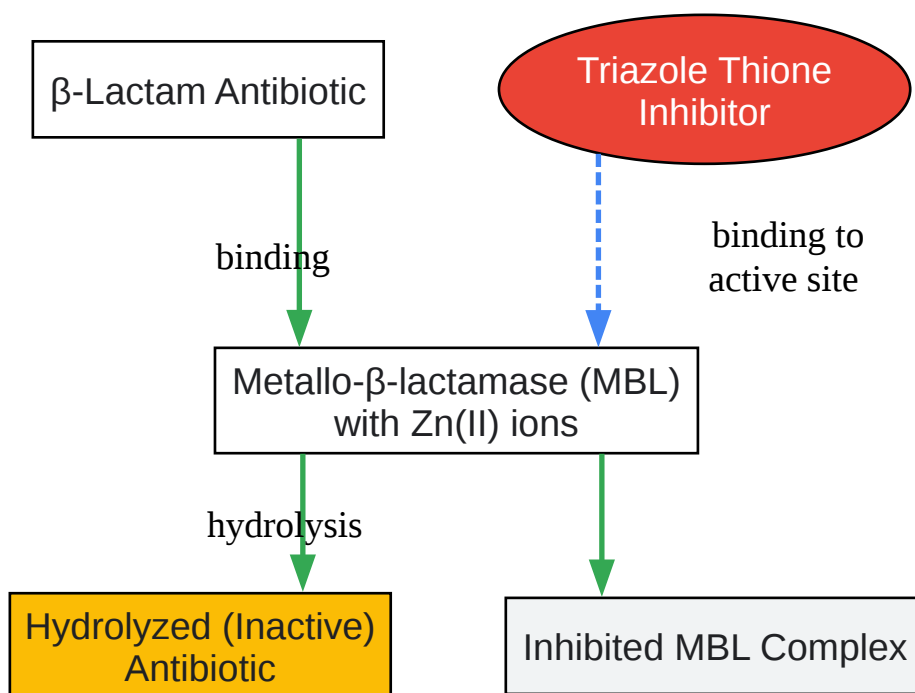 β-Lactam Antibiotic
Triazole Thione
Inhibitor
binding
binding to
active site
Metallo-β-lactamase (MBL)
with Zn(II) ions
hydrolysis
Hydrolyzed (Inactive)
Antibiotic
Inhibited MBL Complex